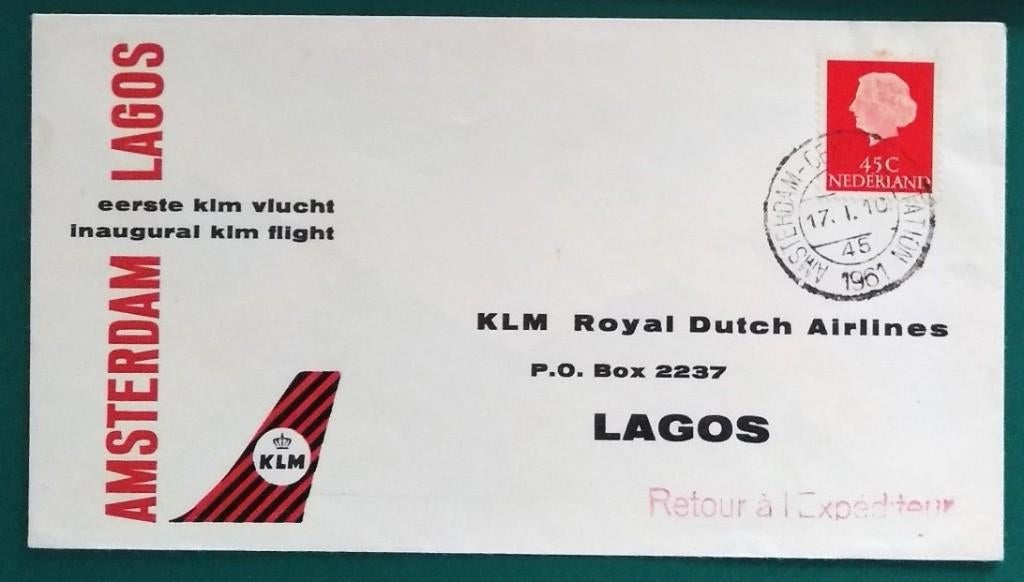 AMSTERDAM LAGOS
eerste klm vlucht
inaugural klm flight
45C
NEDERLAND
17. I. 10
45
1961
KLM Royal Dutch Airlines
P.O. Box 2237
LAGOS
KLM
Retour à l'Expéditeur